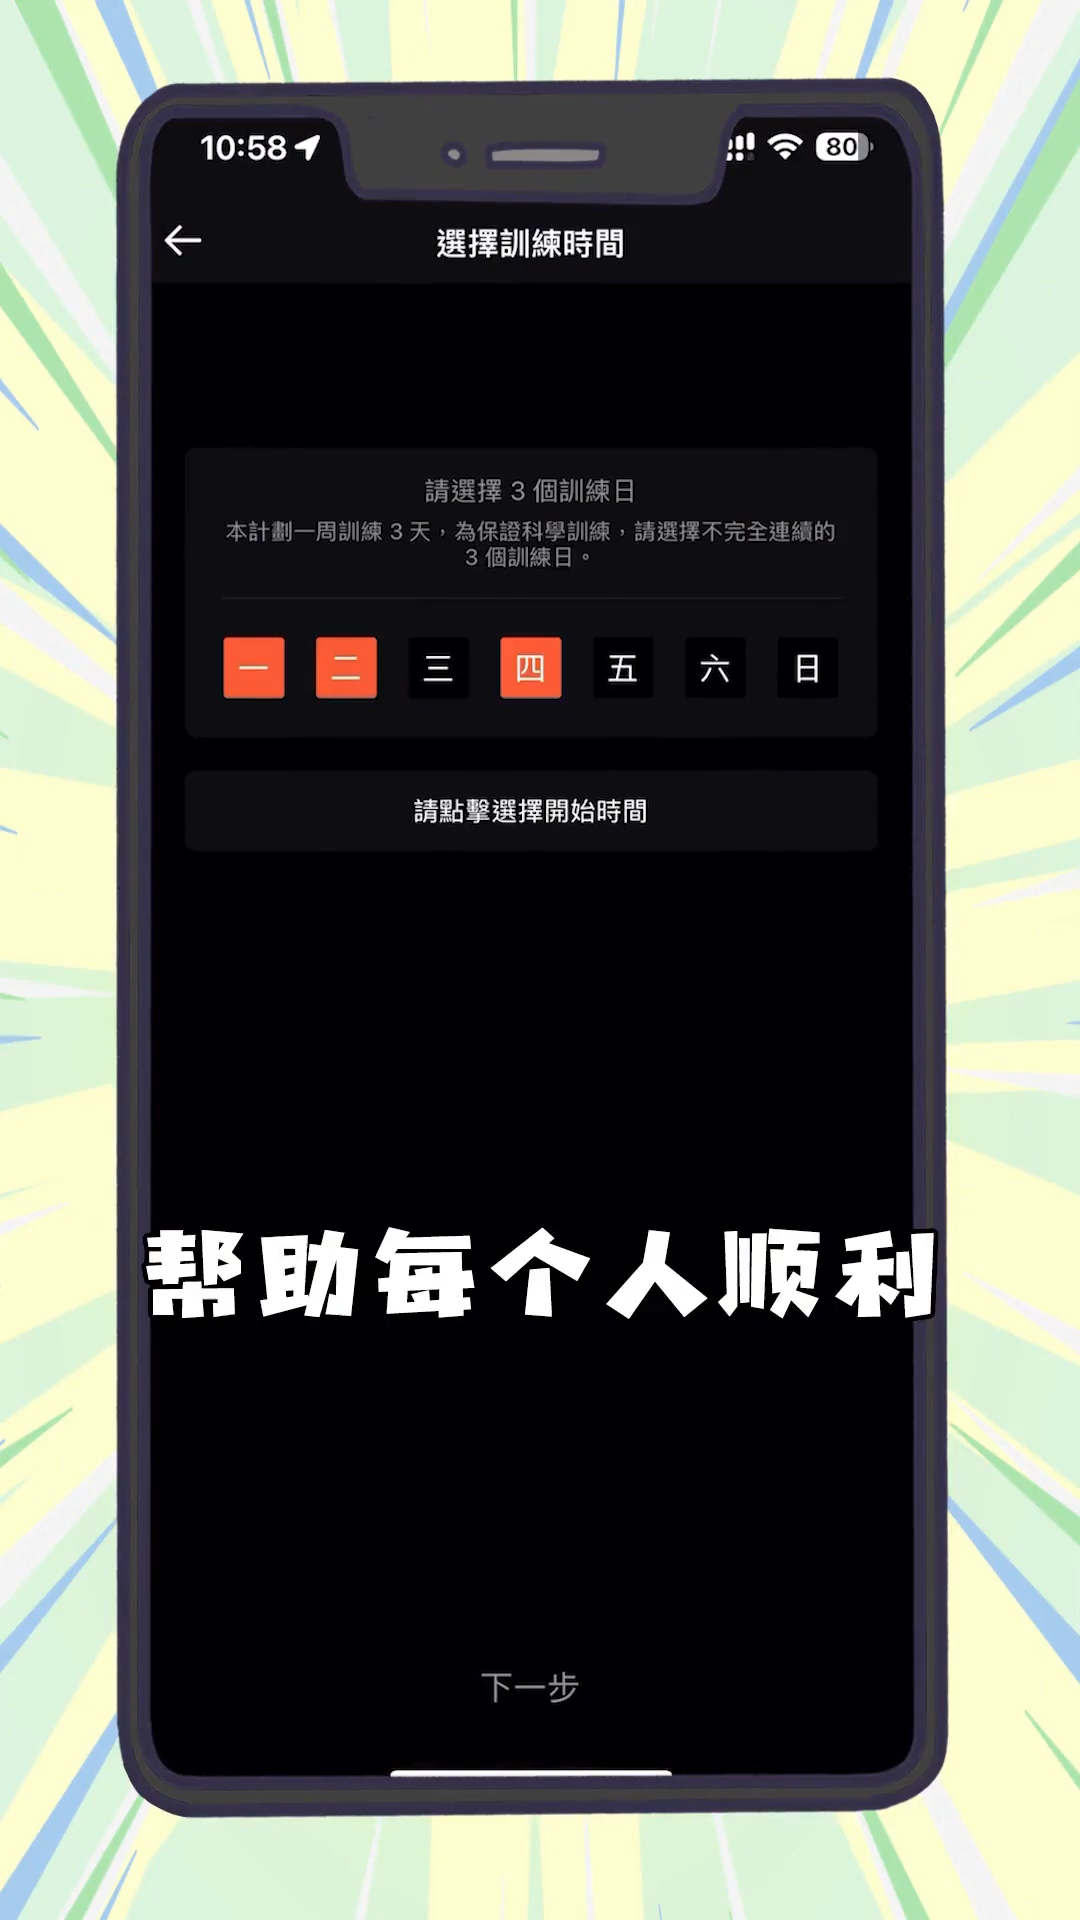 10:58
80
選擇訓練時間
請選擇 3 個訓練日
本計劃一周訓練 3 天，為保證科學訓練，請選擇不完全連續的
3 個訓練日。
一 二 三 四 五 六 日
請點擊選擇開始時間
帮助每个人顺利
下一步